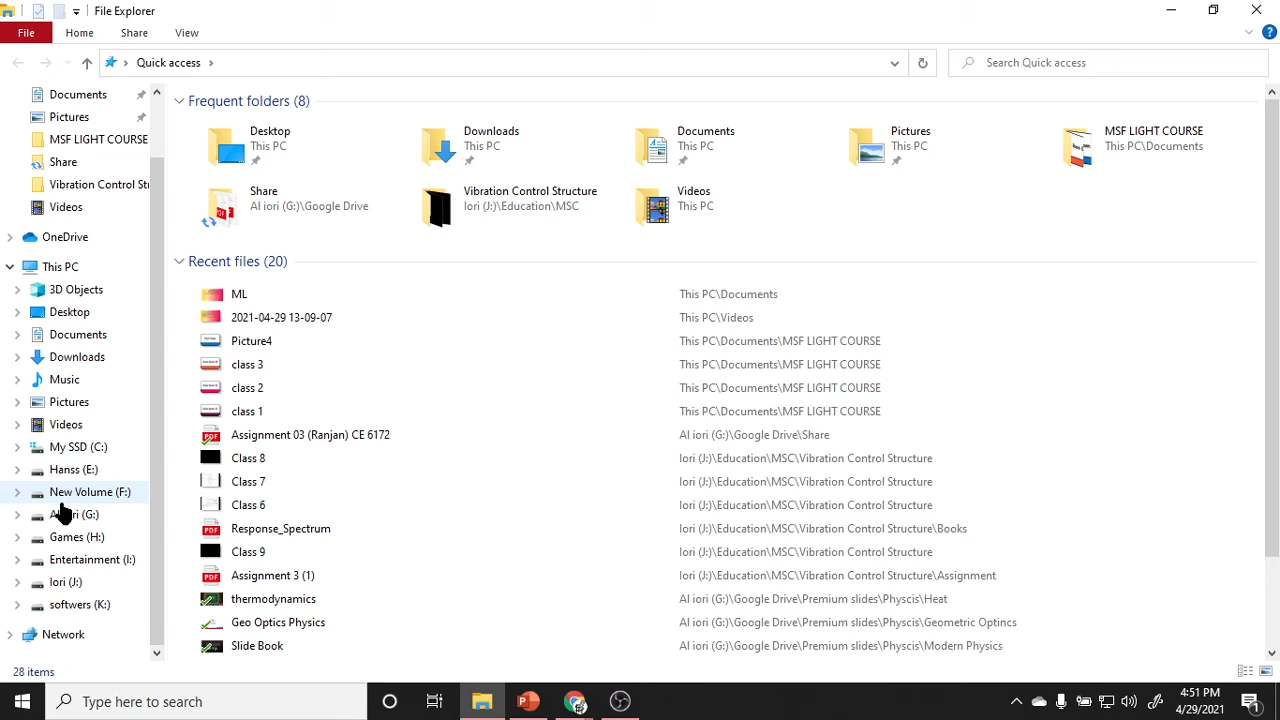 File Explorer
File Home Share View
Quick access Search Quick access
Documents
Pictures
MSF LIGHT COURSE
Share
Vibration Control Str
Videos
OneDrive
This PC
3D Objects
Desktop
Documents
Downloads
Music
Pictures
Videos
My SSD (C:)
Hanss (E:)
New Volume (F:)
iori (G:)
Games (H:)
Entertainment (I:)
Iori (J:)
softwers (K:)
Network
Frequent folders (8)
Desktop
This PC
Downloads
This PC
Documents
This PC
Pictures
This PC
MSF LIGHT COURSE
This PC\Documents
Share
Al iori (G:)\Google Drive
Vibration Control Structure
Iori (J:)\Education\MSC
Videos
This PC
Recent files (20)
ML This PC\Documents
2021-04-29 13-09-07 This PC\Videos
Picture4 This PC\Documents\MSF LIGHT COURSE
class 3 This PC\Documents\MSF LIGHT COURSE
class 2 This PC\Documents\MSF LIGHT COURSE
class 1 This PC\Documents\MSF LIGHT COURSE
Assignment 03 (Ranjan) CE 6172 Al iori (G:)\Google Drive\Share
Class 8 Iori (J:)\Education\MSC\Vibration Control Structure
Class 7 Iori (J:)\Education\MSC\Vibration Control Structure
Class 6 Iori (J:)\Education\MSC\Vibration Control Structure
Response_Spectrum Iori (J:)\Education\MSC\Vibration Control Structure\Books
Class 9 Iori (J:)\Education\MSC\Vibration Control Structure
Assignment 3 (1) Iori (J:)\Education\MSC\Vibration Control Structure\Assignment
thermodynamics Al iori (G:)\Google Drive\Premium slides\Physcis\Heat
Geo Optics Physics Al iori (G:)\Google Drive\Premium slides\Physcis\Geometric Optincs
Slide Book Al iori (G:)\Google Drive\Premium slides\Physcis\Modern Physics
28 items
Type here to search
4:51 PM
4/29/2021